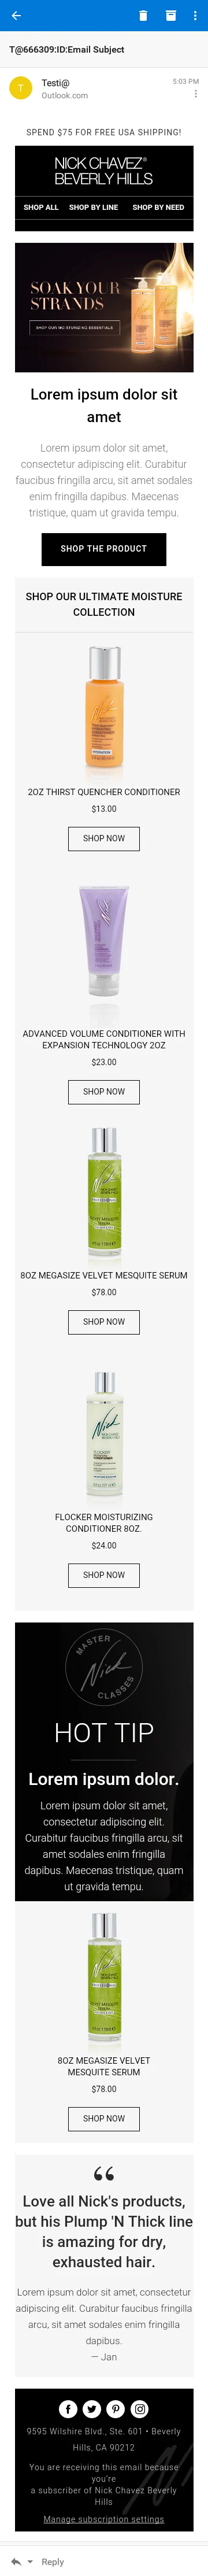 T@666309:ID:Email Subject
T
Testi@
5:03 PM
Outlook.com
SPEND $75 FOR FREE USA SHIPPING!
NICK CHAVEZ®
BEVERLY HILLS
SHOP ALL SHOP BY LINE SHOP BY NEED
SOAK YOUR
STRANDS
SHOP OUR MOISTURIZING ESSENTIALS
Lorem ipsum dolor sit
amet
Lorem ipsum dolor sit amet,
consectetur adipiscing elit. Curabitur
faucibus fringilla arcu, sit amet sodales
enim fringilla dapibus. Maecenas
tristique, quam ut gravida tempu.
SHOP THE PRODUCT
SHOP OUR ULTIMATE MOISTURE
COLLECTION
2OZ THIRST QUENCHER CONDITIONER
$13.00
SHOP NOW
Nick
ADVANCED VOLUME CONDITIONER WITH
EXPANSION TECHNOLOGY 2OZ
$23.00
SHOP NOW
8OZ MEGASIZE VELVET MESQUITE SERUM
$78.00
SHOP NOW
Nick
FLOCKER MOISTURIZING
CONDITIONER 8OZ.
$24.00
SHOP NOW
MASTER
Nick
CLASSES
HOT TIP
Lorem ipsum dolor.
Lorem ipsum dolor sit amet,
consectetur adipiscing elit.
Curabitur faucibus fringilla arcu, sit
amet sodales enim fringilla
dapibus. Maecenas tristique, quam
ut gravida tempu.
8OZ MEGASIZE VELVET
MESQUITE SERUM
$78.00
SHOP NOW
“
Love all Nick's products,
but his Plump 'N Thick line
is amazing for dry,
exhausted hair.
Lorem ipsum dolor sit amet, consectetur
adipiscing elit. Curabitur faucibus fringilla
arcu, sit amet sodales enim fringilla
dapibus.
— Jan
9595 Wilshire Blvd., Ste. 601 • Beverly
Hills, CA 90212
You are receiving this email because
you're
a subscriber of Nick Chavez Beverly
Hills
Manage subscription settings
Reply